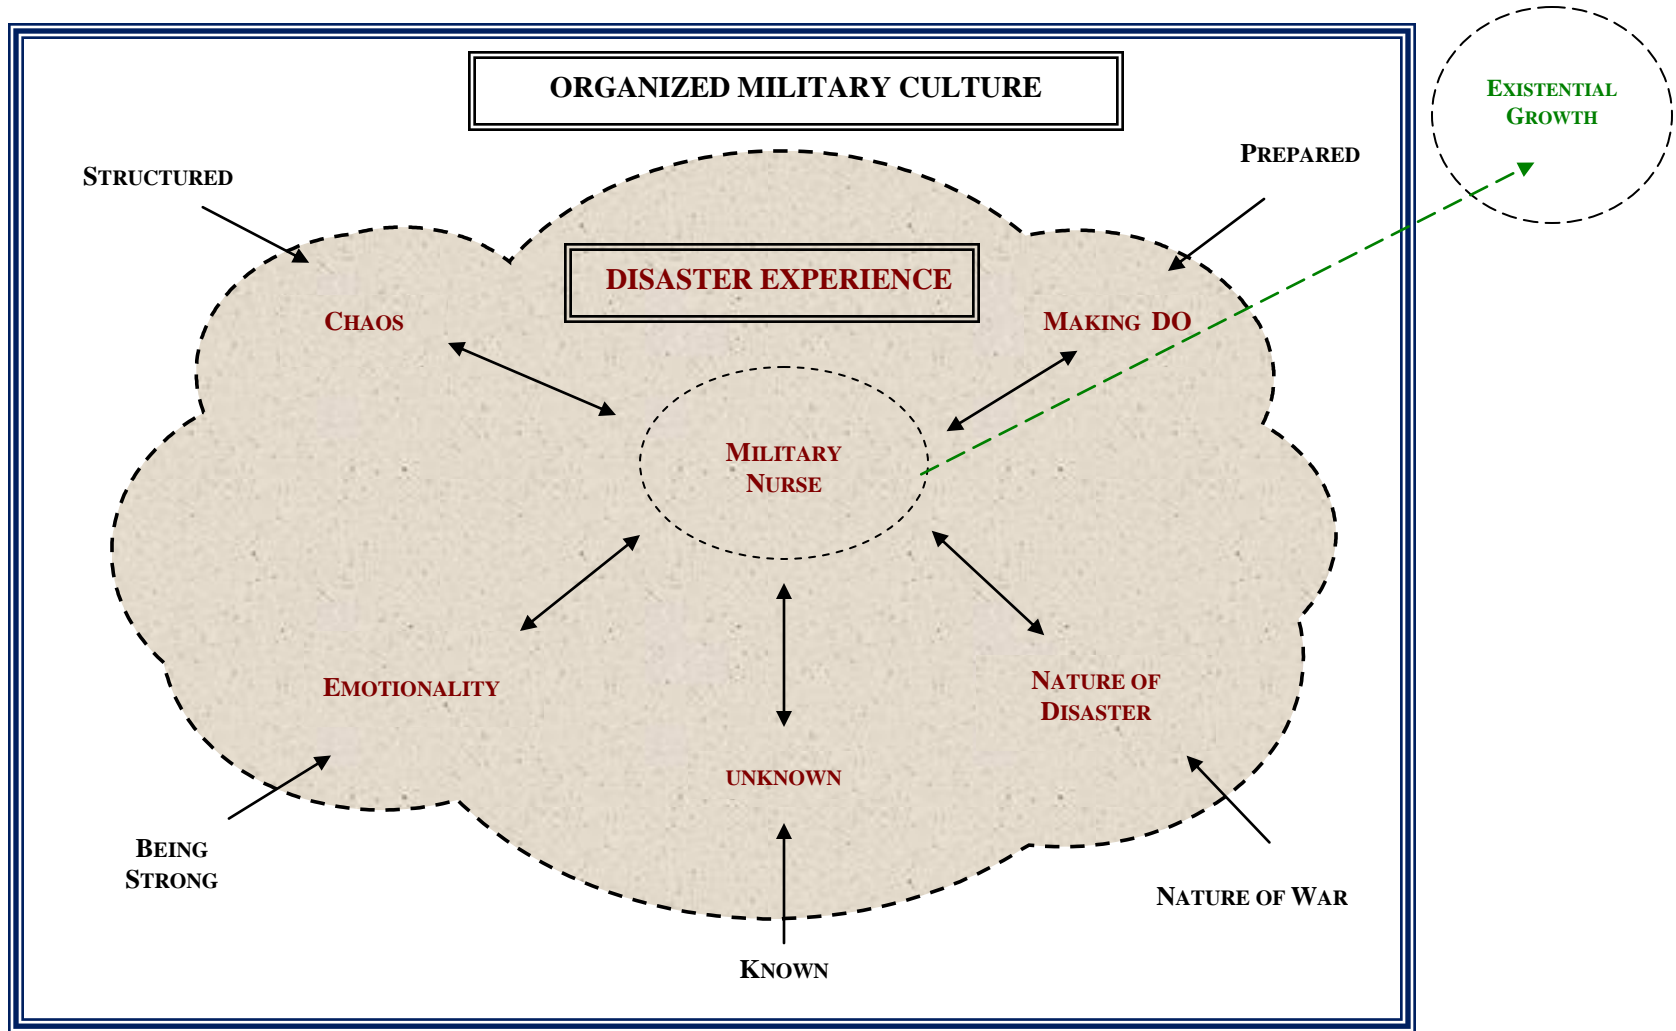 ORGANIZED MILITARY CULTURE
EXISTENTIAL
GROWTH
STRUCTURED
PREPARED
DISASTER EXPERIENCE
CHAOS
MAKING DO
MILITARY
NURSE
EMOTIONALITY
NATURE OF
DISASTER
UNKNOWN
BEING
STRONG
NATURE OF WAR
KNOWN